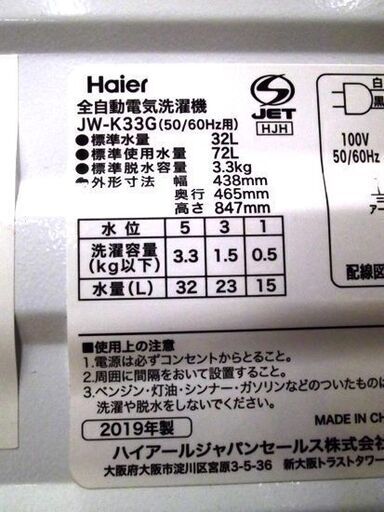 Haier
全自動電気洗濯機
JW-K33G(50/60Hz用)
●標準水量 32L
●標準使用水量 72L
●標準脱水容量 3.3kg
●外形寸法 幅 438mm
奥行 465mm
高さ 847mm
JET
HJH
白
黒
100V
50/60Hz
アー
配線図
水位 5 3 1
洗濯容量(kg以下) 3.3 1.5 0.5
水量(L) 32 23 15
■使用上の注意
1.電源は必ずコンセントからとること。
2.周囲に間隔をおいて設置すること。
3.ベンジン・灯油・シンナー・ガソリンなどのついたものは、
洗濯や脱水をしないでください。
MADE IN CH
2019年製
ハイアールジャパンセールス株式会
大阪府大阪市淀川区宮原3-5-36 新大阪トラストタワー